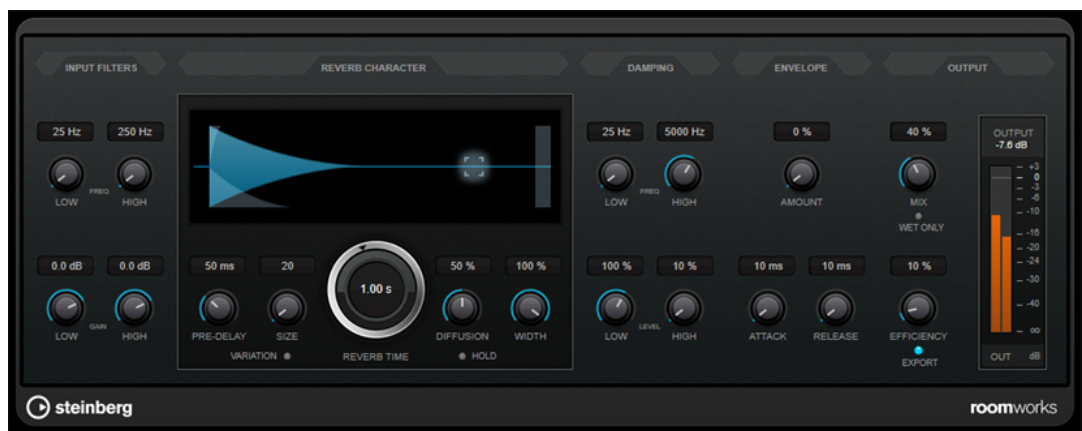 INPUT FILTERS REVERB CHARACTER DAMPING ENVELOPE OUTPUT
25 Hz 250 Hz 25 Hz 5000 Hz 0 % 40 %
OUTPUT
-7.6 dB
FREQ FREQ
LOW HIGH LOW HIGH AMOUNT MIX
WET ONLY
+3
0
-3
-6
-10
-16
-20
-24
-30
-40
∞
0.0 dB 0.0 dB 50 ms 20 1.00 s 50 % 100 % 100 % 10 % 10 ms 10 ms 10 %
GAIN LEVEL
LOW HIGH PRE-DELAY SIZE DIFFUSION WIDTH LOW HIGH ATTACK RELEASE EFFICIENCY
VARIATION REVERB TIME HOLD EXPORT OUT dB
steinberg roomworks